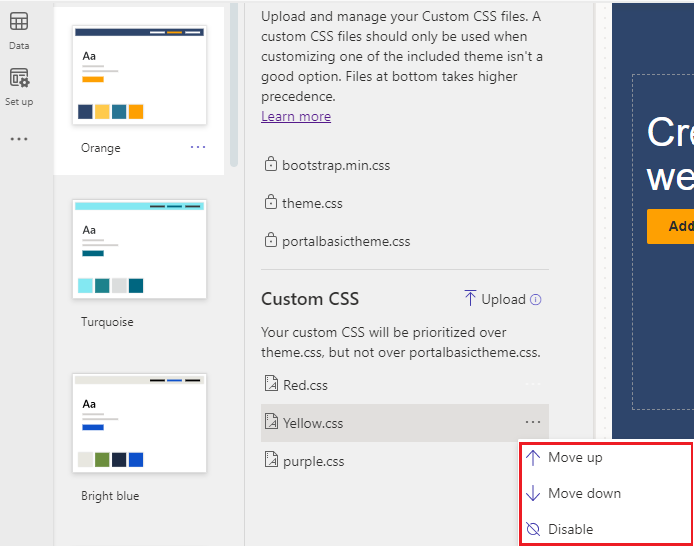 Data
Set up
Aa
Orange
Aa
Turquoise
Aa
Bright blue
Upload and manage your Custom CSS files. A
custom CSS files should only be used when
customizing one of the included theme isn't a
good option. Files at bottom takes higher
precedence.
Learn more
bootstrap.min.css
theme.css
portalbasictheme.css
Custom CSS
Upload
Your custom CSS will be prioritized over
theme.css, but not over portalbasictheme.css.
Red.css
Yellow.css
purple.css
Move up
Move down
Disable
Cre
we
Add